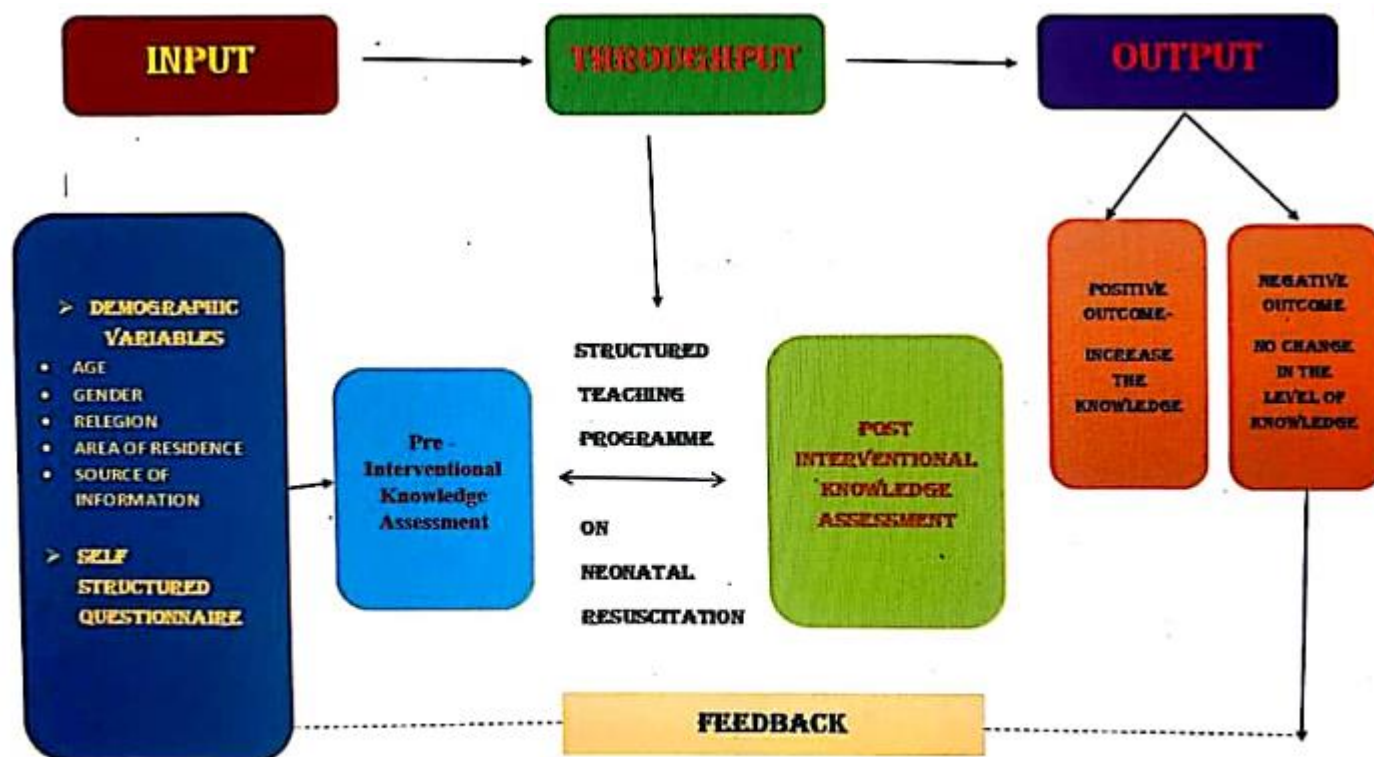 INPUT
THROUGHPUT
OUTPUT
➢ DEMOGRAPHIC
VARIABLES
• AGE
• GENDER
• RELEGION
• AREA OF RESIDENCE
• SOURCE OF
INFORMATION
➢ SELF
STRUCTURED
QUESTIONNAIRE
Pre -
Interventional
Knowledge
Assessment
STRUCTURED
TEACHING
PROGRAMME
ON
NEONATAL
RESUSCITATION
POST
INTERVENTIONAL
KNOWLEDGE
ASSESSMENT
POSITIVE
OUTCOME-
INCREASE
THE
KNOWLEDGE
NEGATIVE
OUTCOME
NO CHANGE
IN THE
LEVEL OF
KNOWLEDGE
FEEDBACK